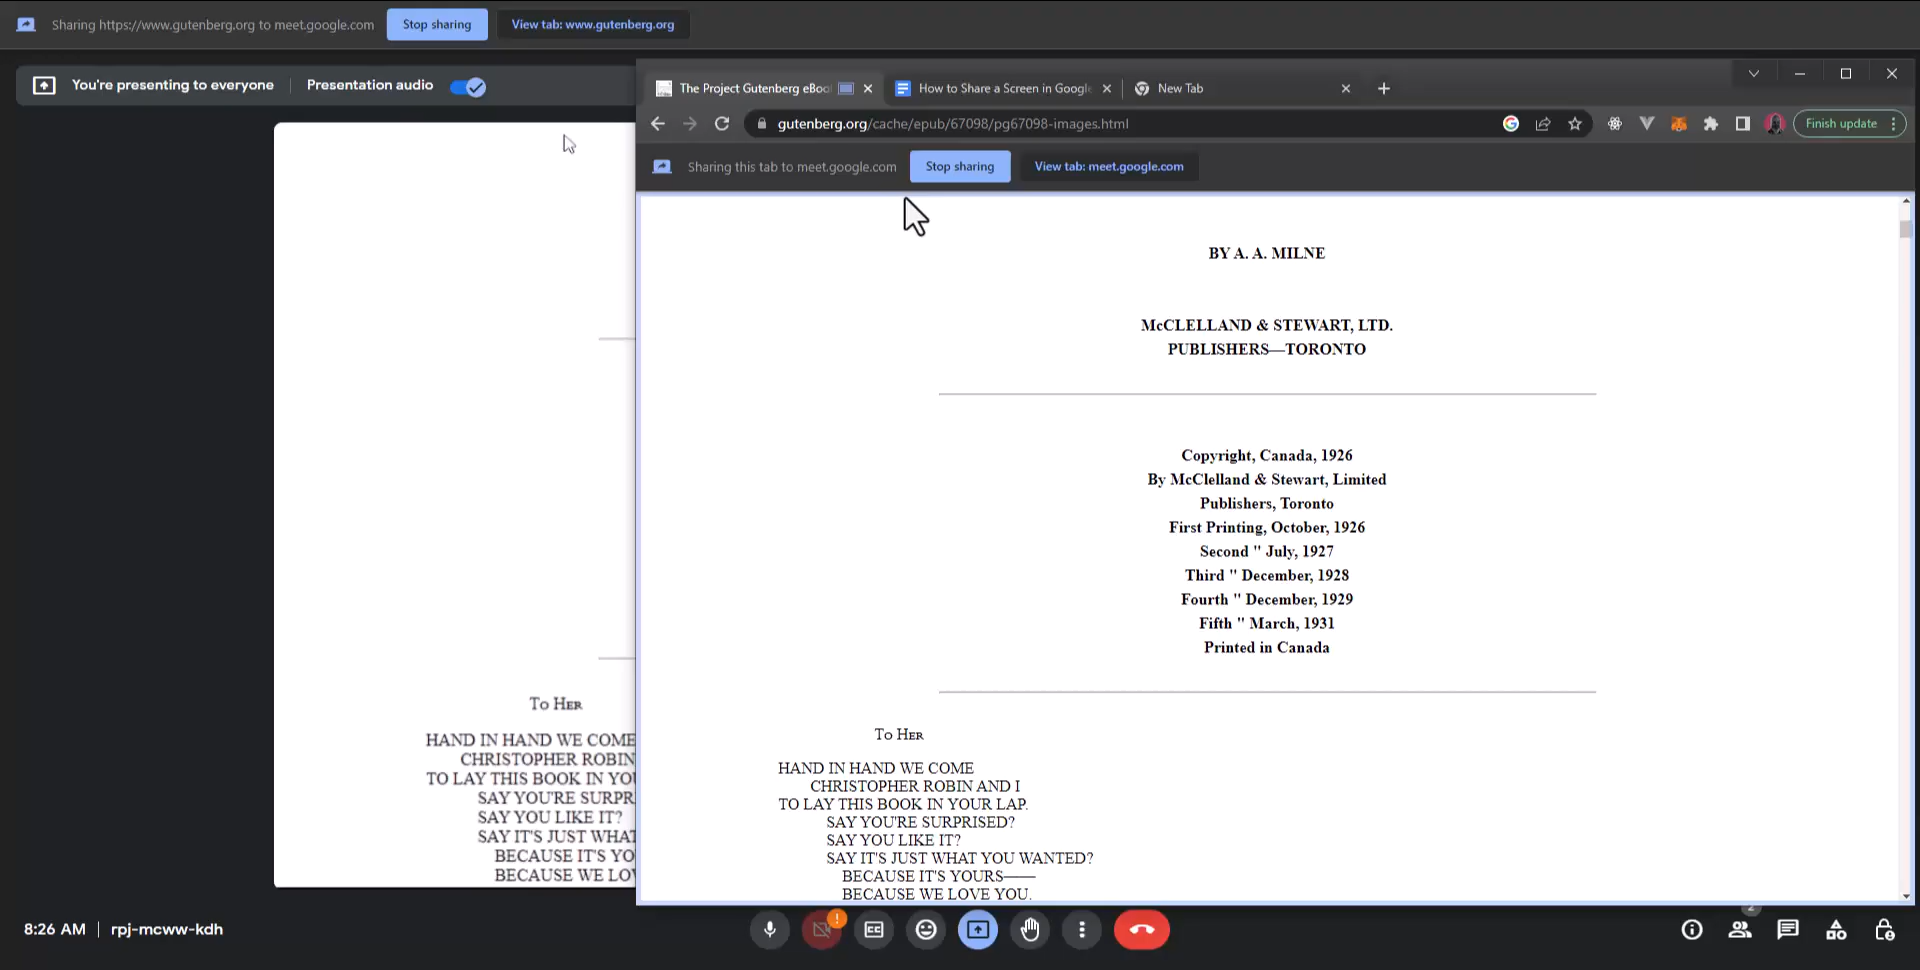 Sharing https://www.gutenberg.org to meet.google.com Stop sharing View tab: www.gutenberg.org
You're presenting to everyone Presentation audio
To Her
HAND IN HAND WE COME
CHRISTOPHER ROBIN
TO LAY THIS BOOK IN YOU
SAY YOU'RE SURPR
SAY YOU LIKE IT?
SAY IT'S JUST WHAT
BECAUSE IT'S YO
BECAUSE WE LOV
The Project Gutenberg eBoo How to Share a Screen in Google New Tab
gutenberg.org/cache/epub/67098/pg67098-images.html Finish update
Sharing this tab to meet.google.com Stop sharing View tab: meet.google.com
BY A. A. MILNE
McCLELLAND & STEWART, LTD.
PUBLISHERS—TORONTO
Copyright, Canada, 1926
By McClelland & Stewart, Limited
Publishers, Toronto
First Printing, October, 1926
Second " July, 1927
Third " December, 1928
Fourth " December, 1929
Fifth " March, 1931
Printed in Canada
To Her
HAND IN HAND WE COME
CHRISTOPHER ROBIN AND I
TO LAY THIS BOOK IN YOUR LAP.
SAY YOU'RE SURPRISED?
SAY YOU LIKE IT?
SAY IT'S JUST WHAT YOU WANTED?
BECAUSE IT'S YOURS——
BECAUSE WE LOVE YOU.
8:26 AM | rpj-mcww-kdh
2